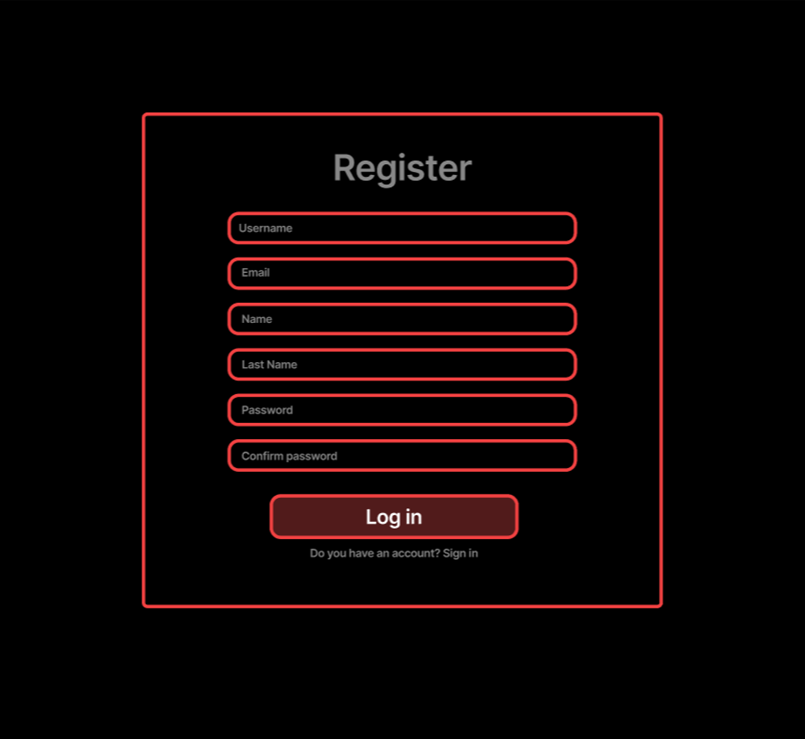 Register
Username
Email
Name
Last Name
Password
Confirm password
Log in
Do you have an account? Sign in